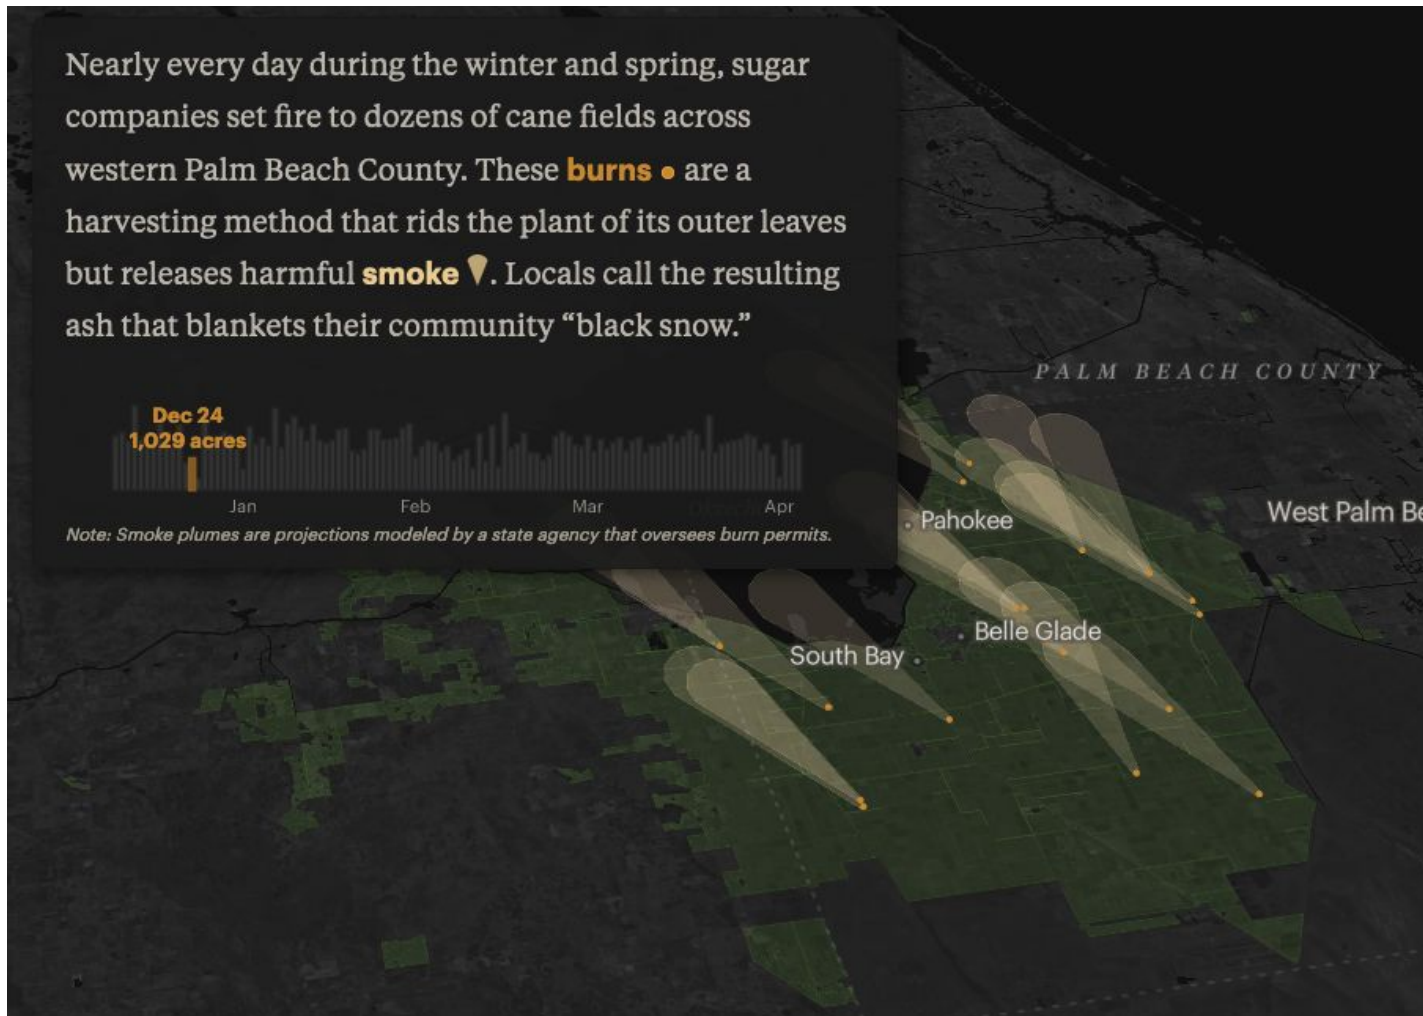 Nearly every day during the winter and spring, sugar
companies set fire to dozens of cane fields across
western Palm Beach County. These burns are a
harvesting method that rids the plant of its outer leaves
but releases harmful smoke. Locals call the resulting
ash that blankets their community “black snow.”
Dec 24
1,029 acres
Jan Feb Mar Apr
Note: Smoke plumes are projections modeled by a state agency that oversees burn permits.
PALM BEACH COUNTY
West Palm Be
Pahokee
Belle Glade
South Bay